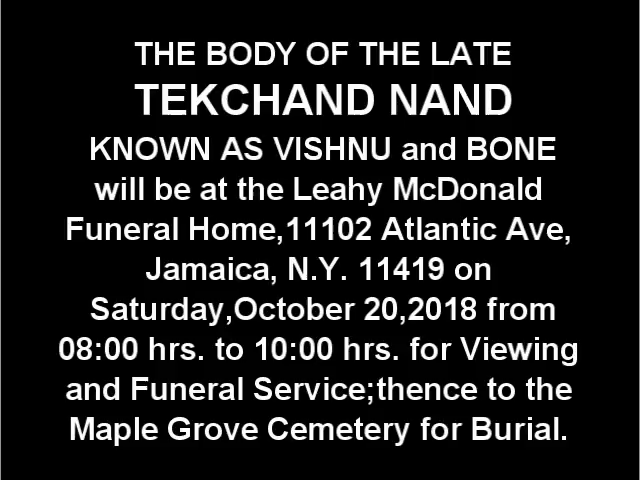 THE BODY OF THE LATE
TEKCHAND NAND
KNOWN AS VISHNU and BONE
will be at the Leahy McDonald
Funeral Home,11102 Atlantic Ave,
Jamaica, N.Y. 11419 on
Saturday,October 20,2018 from
08:00 hrs. to 10:00 hrs. for Viewing
and Funeral Service;thence to the
Maple Grove Cemetery for Burial.